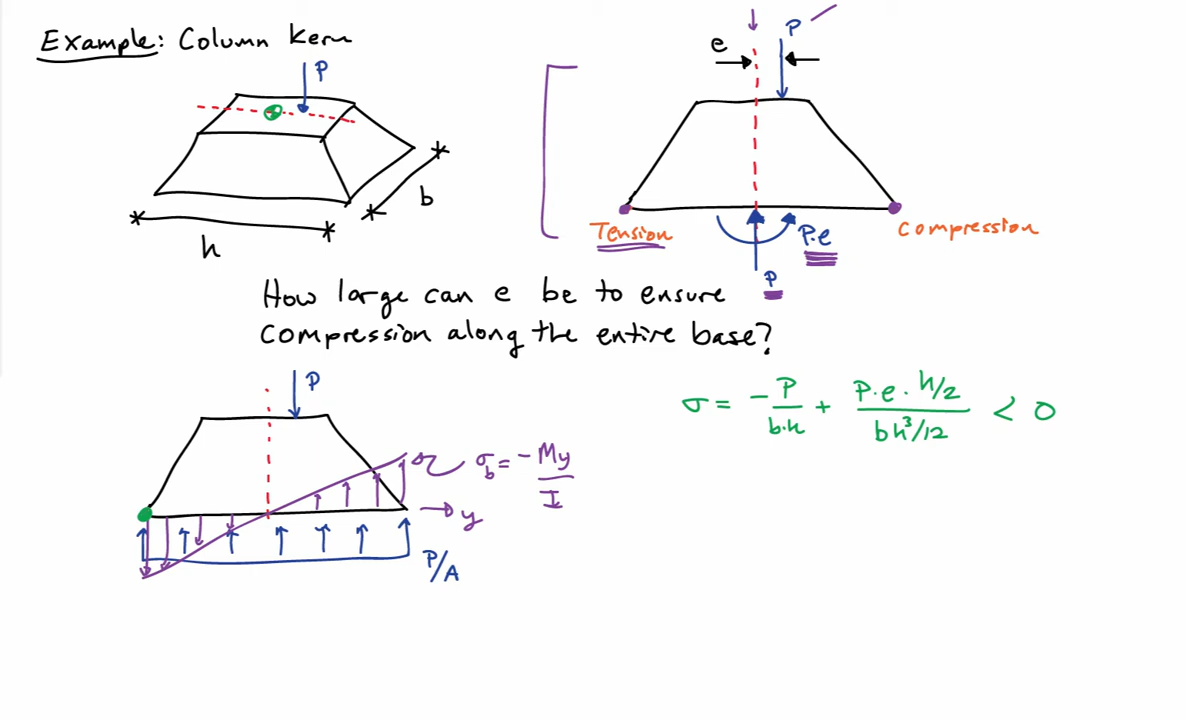 Example: Column Kern
P
b
h
e
P
Tension
P.e
Compression
P
How large can e be to ensure
compression along the entire base?
P
σ = -P/b·h + P·e·h/2 / bh³/12 < 0
σb = -My/I
y
P/A